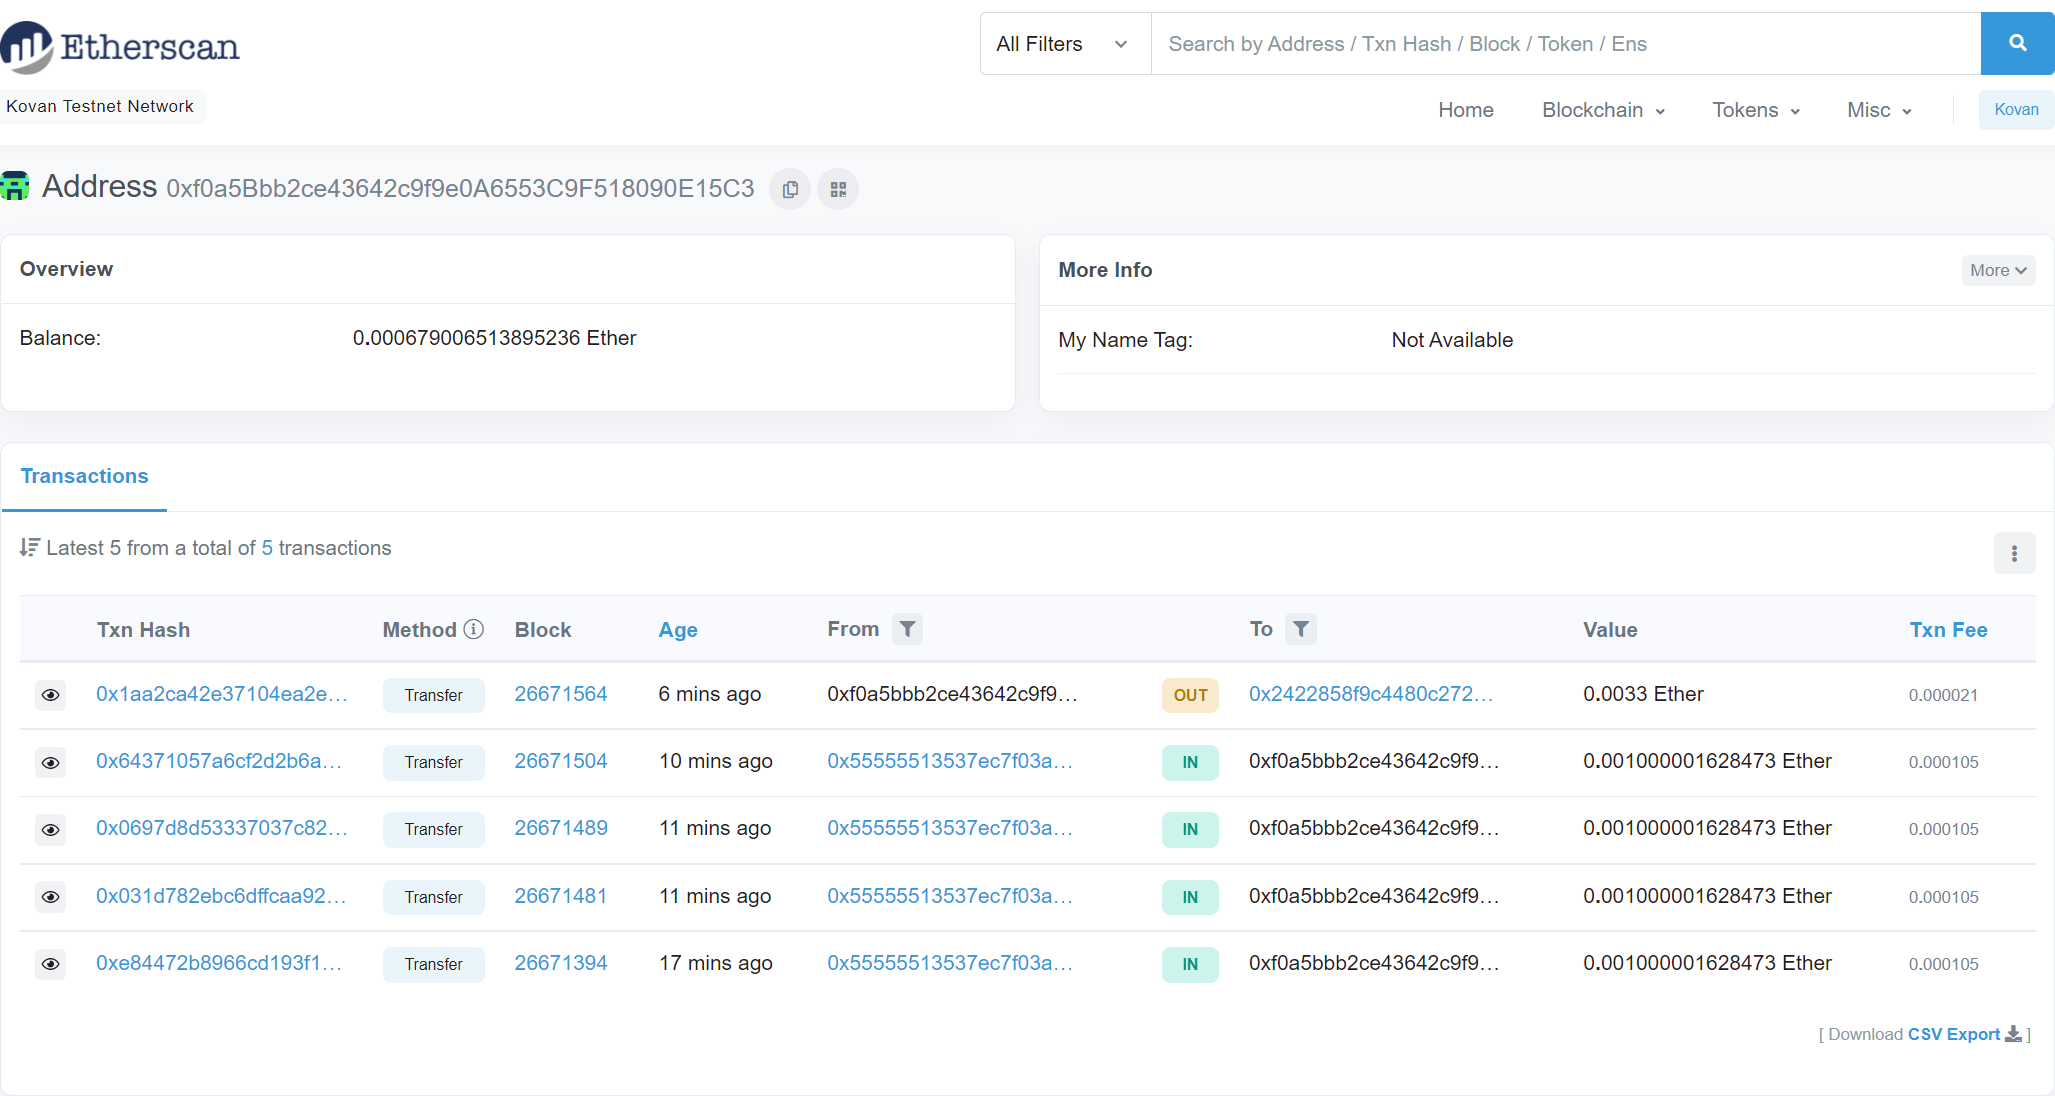 Etherscan
All Filters
Search by Address / Txn Hash / Block / Token / Ens
Kovan Testnet Network
Home Blockchain Tokens Misc Kovan
Address 0xf0a5Bbb2ce43642c9f9e0A6553C9F518090E15C3
Overview
Balance: 0.000679006513895236 Ether
More Info More
My Name Tag: Not Available
Transactions
Latest 5 from a total of 5 transactions
Txn Hash Method Block Age From To Value Txn Fee
0x1aa2ca42e37104ea2e... Transfer 26671564 6 mins ago 0xf0a5bbb2ce43642c9f9... OUT 0x2422858f9c4480c272... 0.0033 Ether 0.000021
0x64371057a6cf2d2b6a... Transfer 26671504 10 mins ago 0x55555513537ec7f03a... IN 0xf0a5bbb2ce43642c9f9... 0.001000001628473 Ether 0.000105
0x0697d8d53337037c82... Transfer 26671489 11 mins ago 0x55555513537ec7f03a... IN 0xf0a5bbb2ce43642c9f9... 0.001000001628473 Ether 0.000105
0x031d782ebc6dffcaa92... Transfer 26671481 11 mins ago 0x55555513537ec7f03a... IN 0xf0a5bbb2ce43642c9f9... 0.001000001628473 Ether 0.000105
0xe84472b8966cd193f1... Transfer 26671394 17 mins ago 0x55555513537ec7f03a... IN 0xf0a5bbb2ce43642c9f9... 0.001000001628473 Ether 0.000105
[ Download CSV Export ]